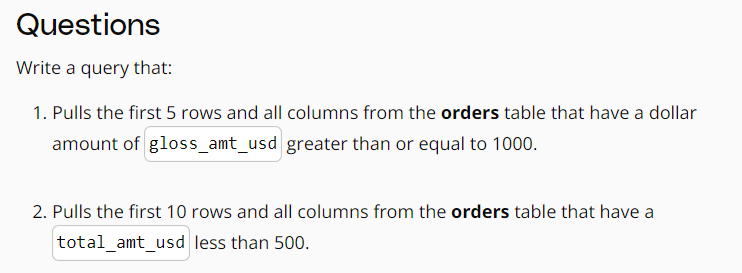 Questions
Write a query that:
1. Pulls the first 5 rows and all columns from the orders table that have a dollar
amount of gloss_amt_usd greater than or equal to 1000.
2. Pulls the first 10 rows and all columns from the orders table that have a
total_amt_usd less than 500.